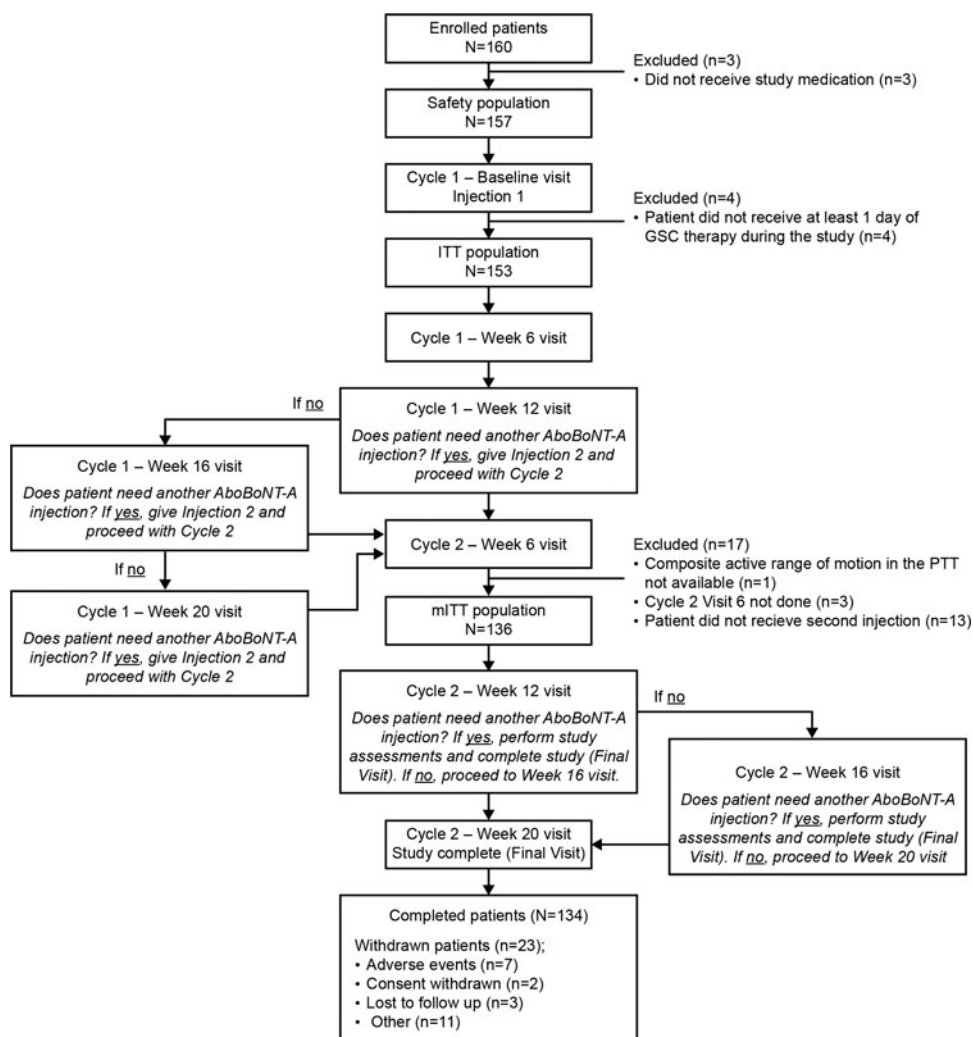 Enrolled patients
N=160
Excluded (n=3)
• Did not receive study medication (n=3)
Safety population
N=157
Cycle 1 – Baseline visit
Injection 1
Excluded (n=4)
• Patient did not receive at least 1 day of
GSC therapy during the study (n=4)
ITT population
N=153
Cycle 1 – Week 6 visit
If no
Cycle 1 – Week 12 visit
Does patient need another AboBoNT-A
injection? If yes, give Injection 2 and
proceed with Cycle 2
Cycle 1 – Week 16 visit
Does patient need another AboBoNT-A
injection? If yes, give Injection 2 and
proceed with Cycle 2
If no
Cycle 1 – Week 20 visit
Does patient need another AboBoNT-A
injection? If yes, give Injection 2 and
proceed with Cycle 2
Cycle 2 – Week 6 visit
Excluded (n=17)
• Composite active range of motion in the PTT
not available (n=1)
• Cycle 2 Visit 6 not done (n=3)
• Patient did not recieve second injection (n=13)
mITT population
N=136
Cycle 2 – Week 12 visit
Does patient need another AboBoNT-A
injection? If yes, perform study
assessments and complete study (Final
Visit). If no, proceed to Week 16 visit.
If no
Cycle 2 – Week 16 visit
Does patient need another AboBoNT-A
injection? If yes, perform study
assessments and complete study (Final
Visit). If no, proceed to Week 20 visit
Cycle 2 – Week 20 visit
Study complete (Final Visit)
Completed patients (N=134)
Withdrawn patients (n=23);
• Adverse events (n=7)
• Consent withdrawn (n=2)
• Lost to follow up (n=3)
• Other (n=11)